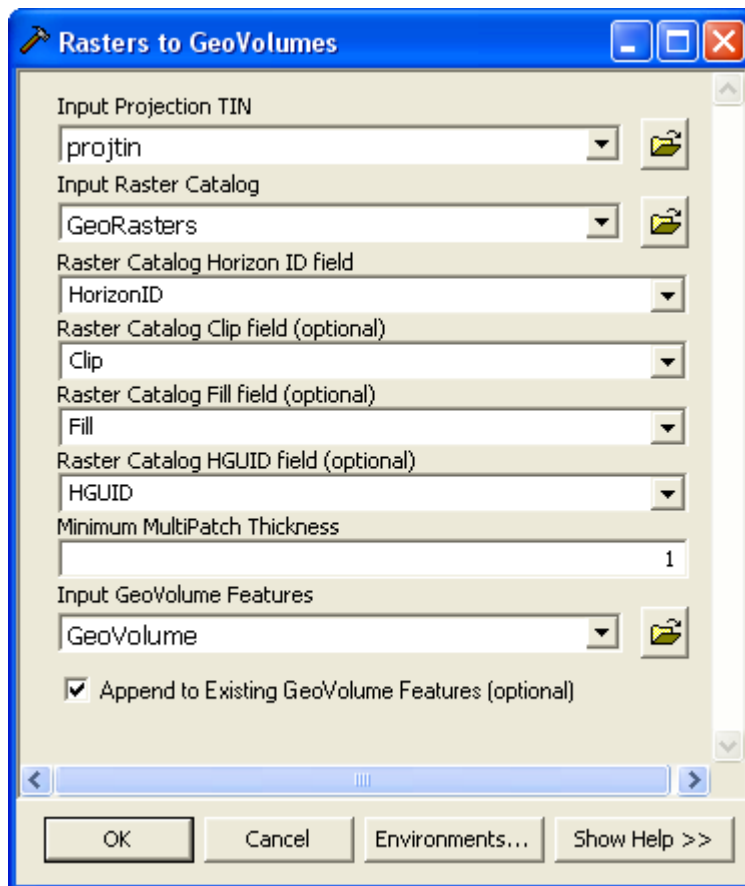 Rasters to GeoVolumes
Input Projection TIN
projtin
Input Raster Catalog
GeoRasters
Raster Catalog Horizon ID field
HorizonID
Raster Catalog Clip field (optional)
Clip
Raster Catalog Fill field (optional)
Fill
Raster Catalog HGUID field (optional)
HGUID
Minimum MultiPatch Thickness
1
Input GeoVolume Features
GeoVolume
Append to Existing GeoVolume Features (optional)
OK Cancel Environments... Show Help >>